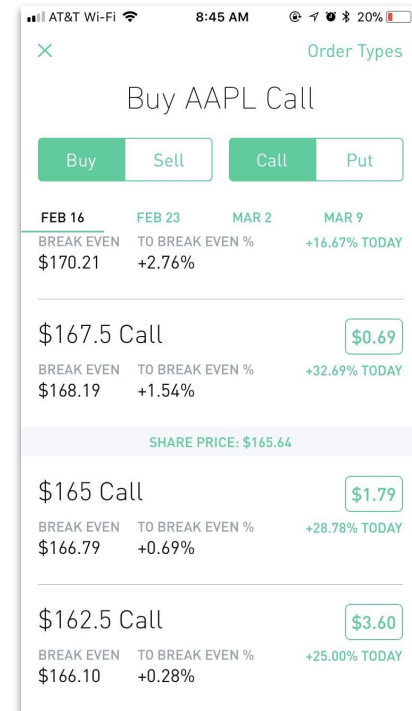 AT&T Wi-Fi 8:45 AM 20%
Order Types
Buy AAPL Call
Buy Sell Call Put
FEB 16 FEB 23 MAR 2 MAR 9
BREAK EVEN TO BREAK EVEN % +16.67% TODAY
$170.21 +2.76%
$167.5 Call $0.69
BREAK EVEN TO BREAK EVEN % +32.69% TODAY
$168.19 +1.54%
SHARE PRICE: $165.64
$165 Call $1.79
BREAK EVEN TO BREAK EVEN % +28.78% TODAY
$166.79 +0.69%
$162.5 Call $3.60
BREAK EVEN TO BREAK EVEN % +25.00% TODAY
$166.10 +0.28%